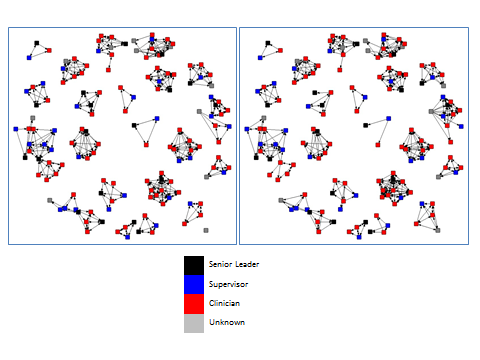 Senior Leader
Supervisor
Clinician
Unknown